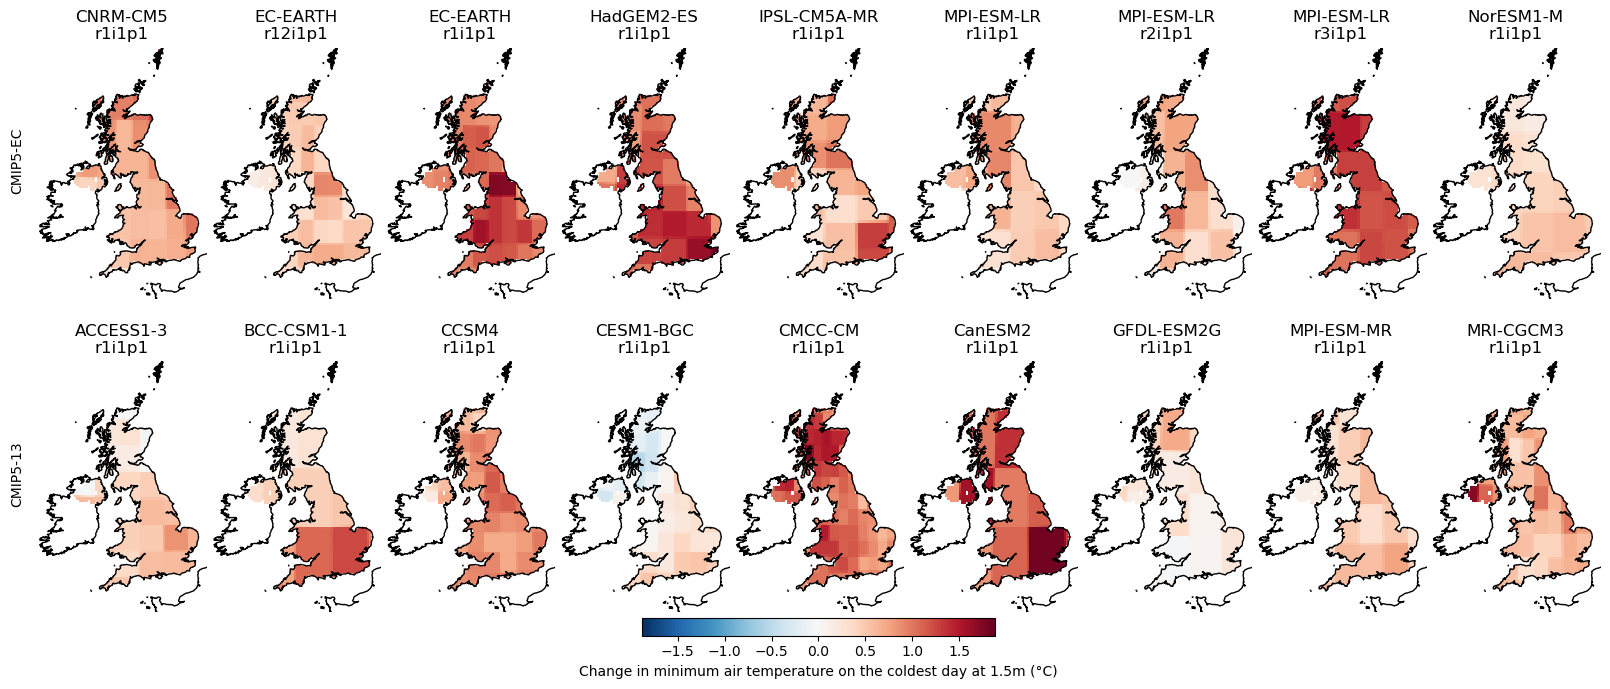 CNRM-CM5 EC-EARTH EC-EARTH HadGEM2-ES IPSL-CM5A-MR MPI-ESM-LR MPI-ESM-LR MPI-ESM-LR NorESM1-M
r1i1p1 r12i1p1 r1i1p1 r1i1p1 r1i1p1 r1i1p1 r2i1p1 r3i1p1 r1i1p1
CMIP5-EC
ACCESS1-3 BCC-CSM1-1 CCSM4 CESM1-BGC CMCC-CM CanESM2 GFDL-ESM2G MPI-ESM-MR MRI-CGCM3
r1i1p1 r1i1p1 r1i1p1 r1i1p1 r1i1p1 r1i1p1 r1i1p1 r1i1p1 r1i1p1
CMIP5-13
−1.5 −1.0 −0.5 0.0 0.5 1.0 1.5
Change in minimum air temperature on the coldest day at 1.5m (°C)